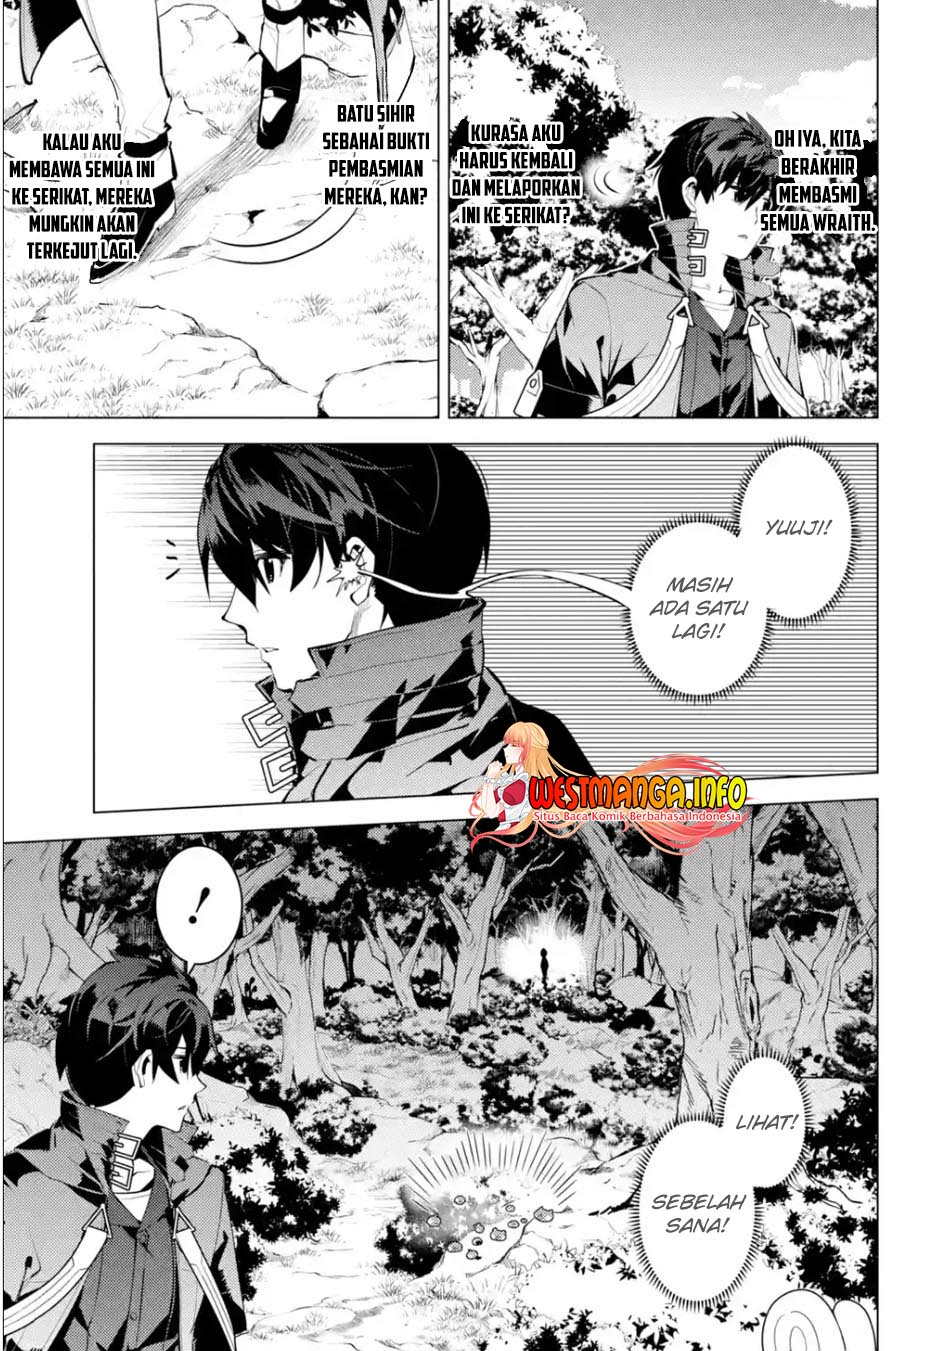 OH IYA, KITA
BERAKHIR
MEMBASMI
SEMUA WRAITH.
KURASA AKU
HARUS KEMBALI
DAN MELAPORKAN
INI KE SERIKAT?
BATU SIHIR
SEBAHAI BUKTI
PEMBASMIAN
MEREKA, KAN?
KALAU AKU
MEMBAWA SEMUA INI
KE SERIKAT, MEREKA
MUNGKIN AKAN
TERKEJUT LAGI.
YUUJI!
MASIH
ADA SATU
LAGI!
WESTMANGA.INFO
Situs Baca Komik Berbahasa Indonesia
!
LIHAT!
SEBELAH
SANA!